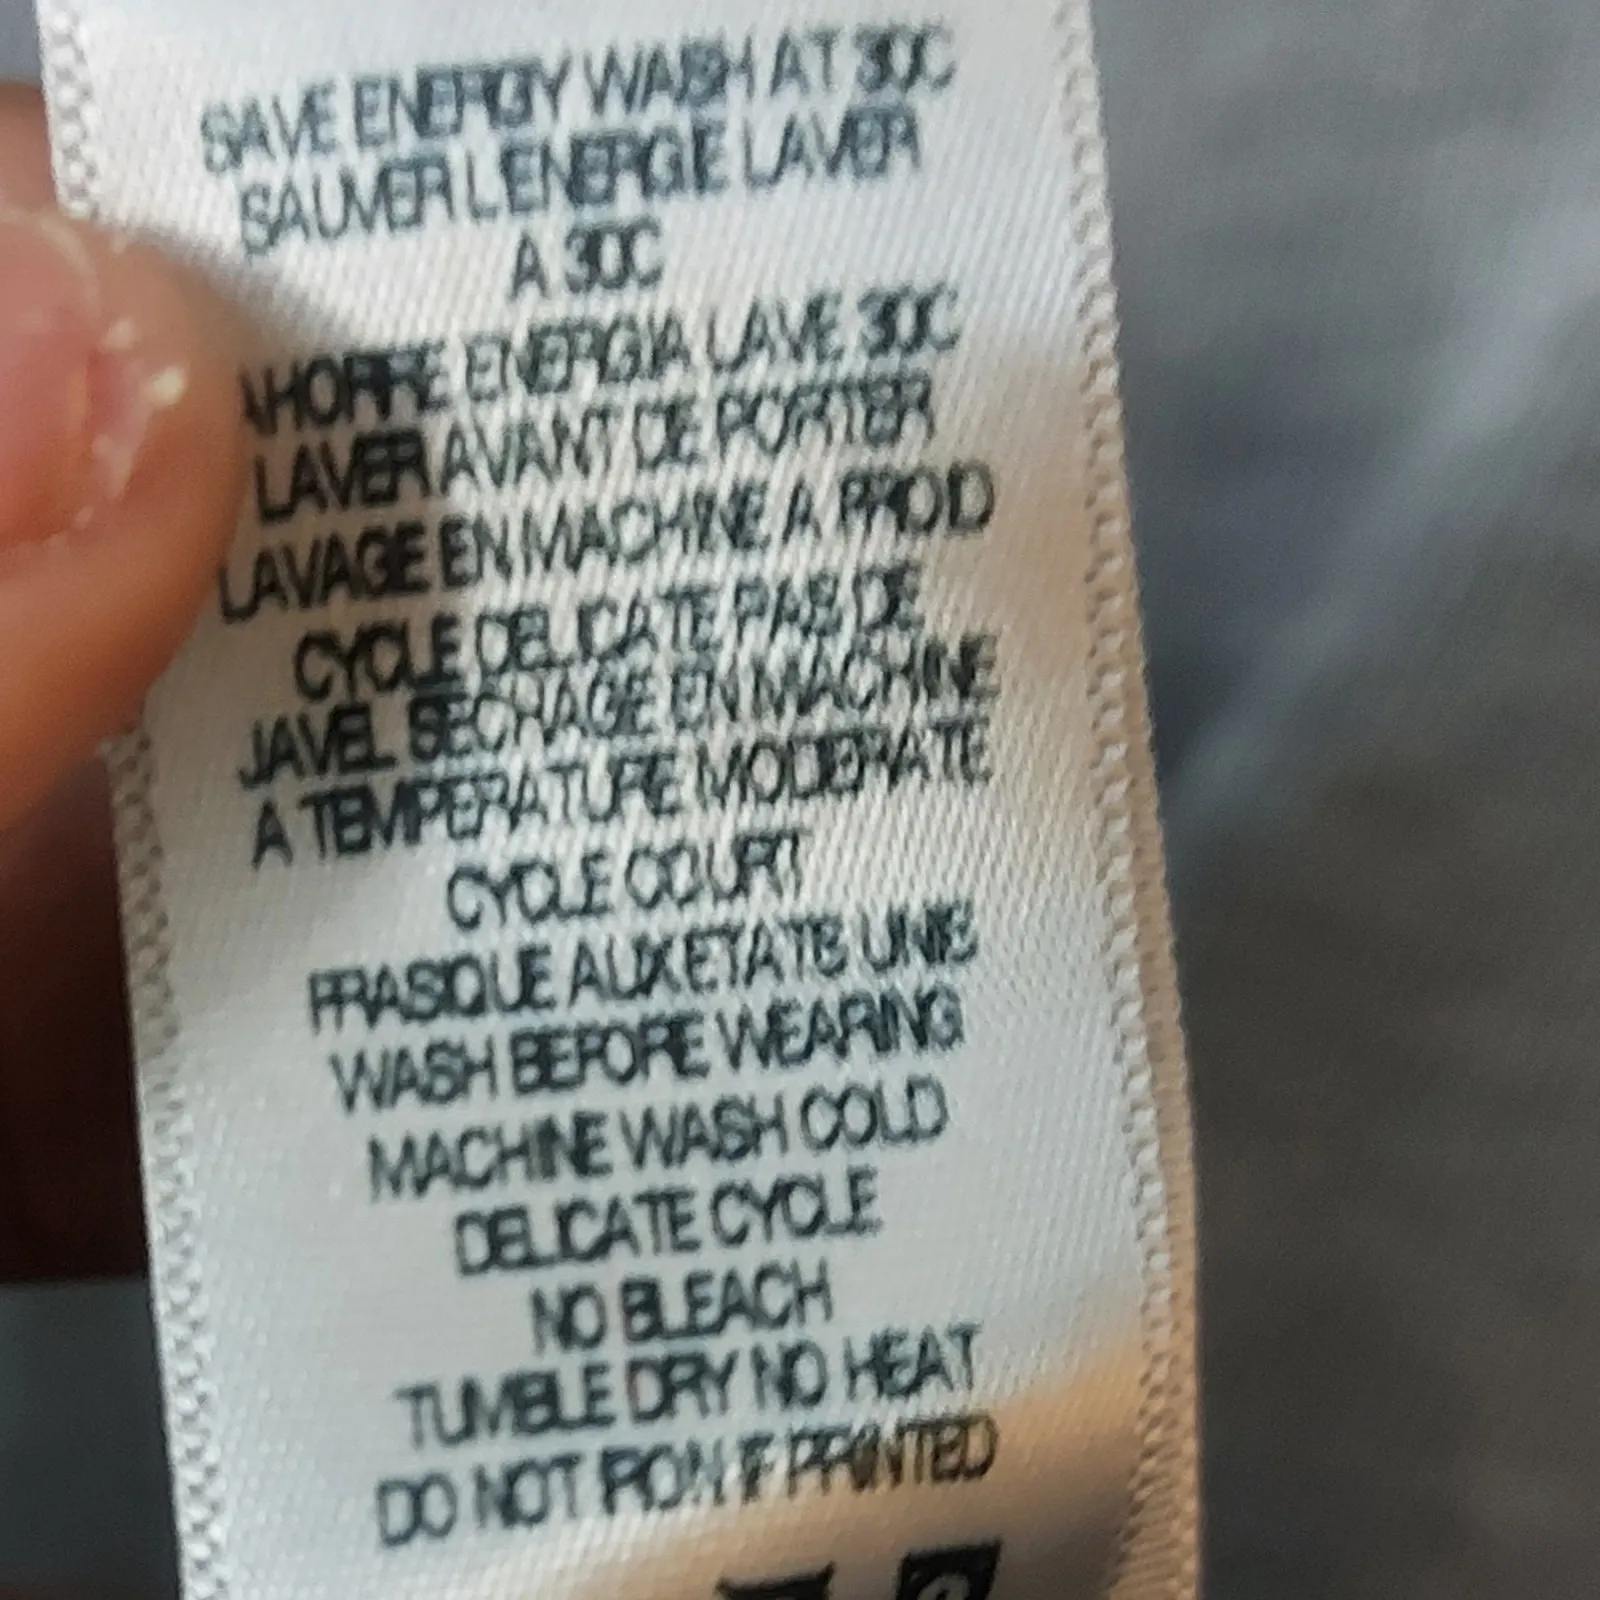 SAVE ENERGY WASH AT 30C
SAUVER L'ENERGIE LAVER
A 30C
AHORRE ENERGIA LAVE 30C
LAVER AVANT DE PORTER
LAVAGE EN MACHINE A FROID
CYCLE DELICATE PAS DE
JAVEL SECHAGE EN MACHINE
A TEMPERATURE MODERATE
CYCLE COURT
FRASIQUE AUX ETATS UNIS
WASH BEFORE WEARING
MACHINE WASH COLD
DELICATE CYCLE
NO BLEACH
TUMBLE DRY NO HEAT
DO NOT IRON IF PRINTED